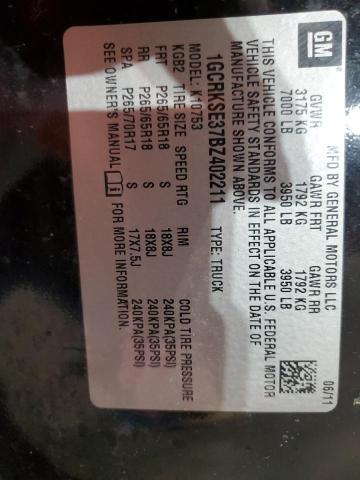 GM
MFD BY GENERAL MOTORS LLC
06/11
GVWR GAWR FRT GAWR RR
3175 KG 1792 KG 1792 KG
7000 LB 3950 LB 3950 LB
THIS VEHICLE CONFORMS TO ALL APPLICABLE U.S. FEDERAL MOTOR
VEHICLE SAFETY STANDARDS IN EFFECT ON THE DATE OF
MANUFACTURE SHOWN ABOVE.
1GCRKSE37BZ402211 TYPE: TRUCK
MODEL: K10753
KGB2 TIRE SIZE SPEED RTG RIM COLD TIRE PRESSURE
FRT P265/65R18 S 18X8J 240KPA(35PSI)
RR P265/65R18 S 18X8J 240KPA(35PSI)
SPA P265/70R17 S 17X7.5J 240KPA(35PSI)
SEE OWNER'S MANUAL FOR MORE INFORMATION.